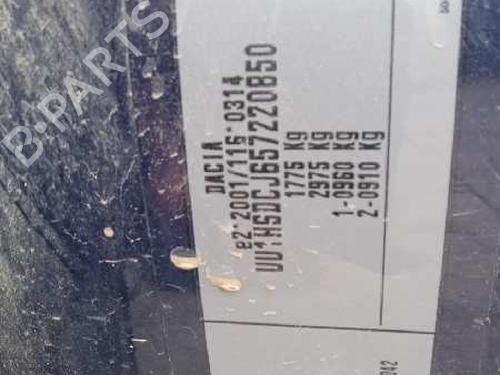 DACIA
e2*2001/116*0314
UU1HSDCJ657220850
1775 Kg
2975 Kg
1-0960 Kg
2-0910 Kg
B-PARTS